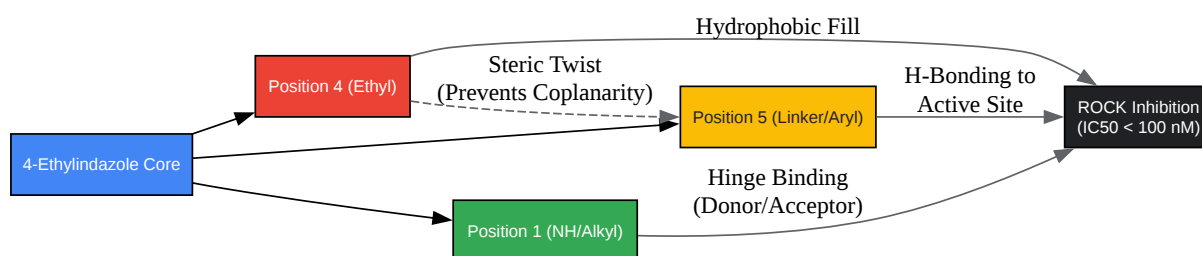 Hydrophobic Fill
Steric Twist
(Prevents Coplanarity)
H-Bonding to
Active Site
Position 4 (Ethyl)
Position 5 (Linker/Aryl)
ROCK Inhibition
(IC50 < 100 nM)
4-Ethylindazole Core
Hinge Binding
(Donor/Acceptor)
Position 1 (NH/Alkyl)